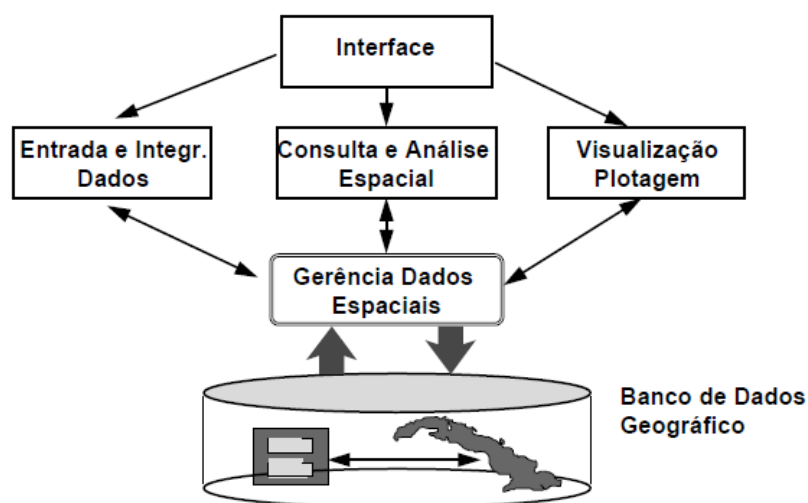 Interface
Entrada e Integr.
Dados
Consulta e Análise
Espacial
Visualização
Plotagem
Gerência Dados
Espaciais
Banco de Dados
Geográfico